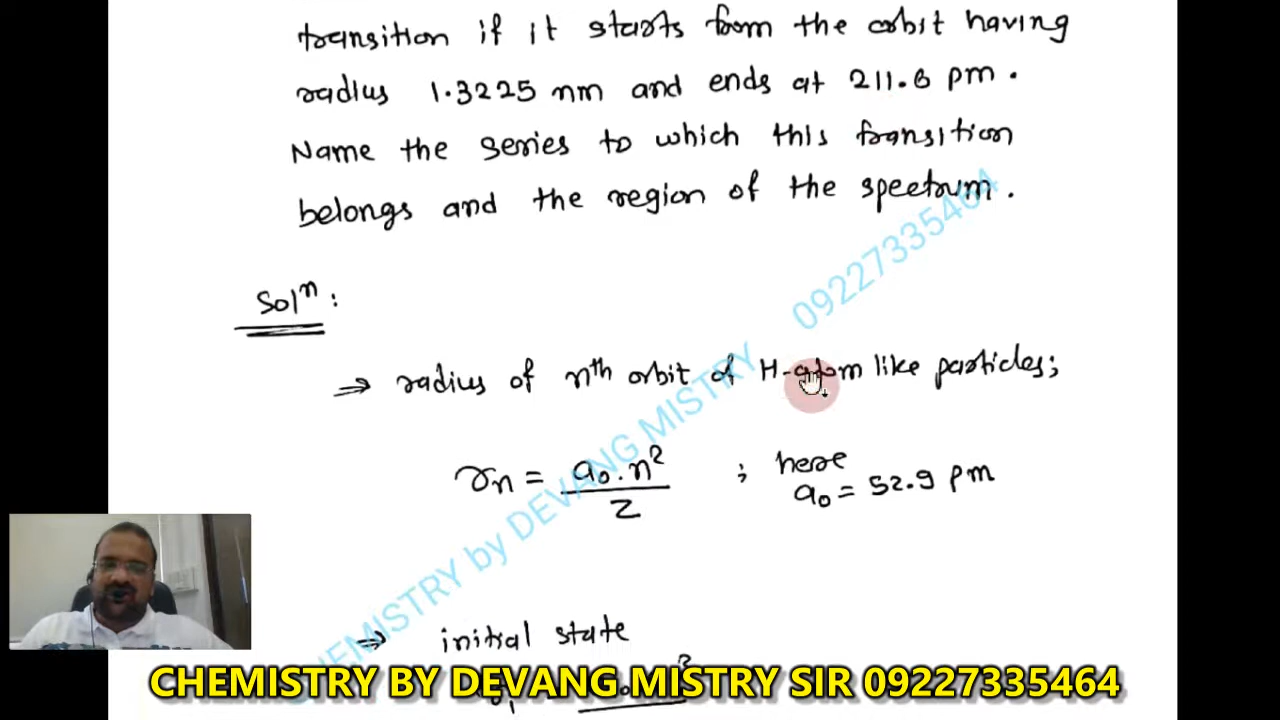 transition if it starts from the orbit having
radius 1.3225 nm and ends at 211.6 pm.
Name the series to which this transition
belongs and the region of the spectrum.
Solⁿ :
⇒ radius of nth orbit of H-atom like particles;
rn = a₀.n² / Z ; here
a₀ = 52.9 pm
⇒ initial state
CHEMISTRY by DEVANG MISTRY 09227335464
CHEMISTRY BY DEVANG MISTRY SIR 09227335464